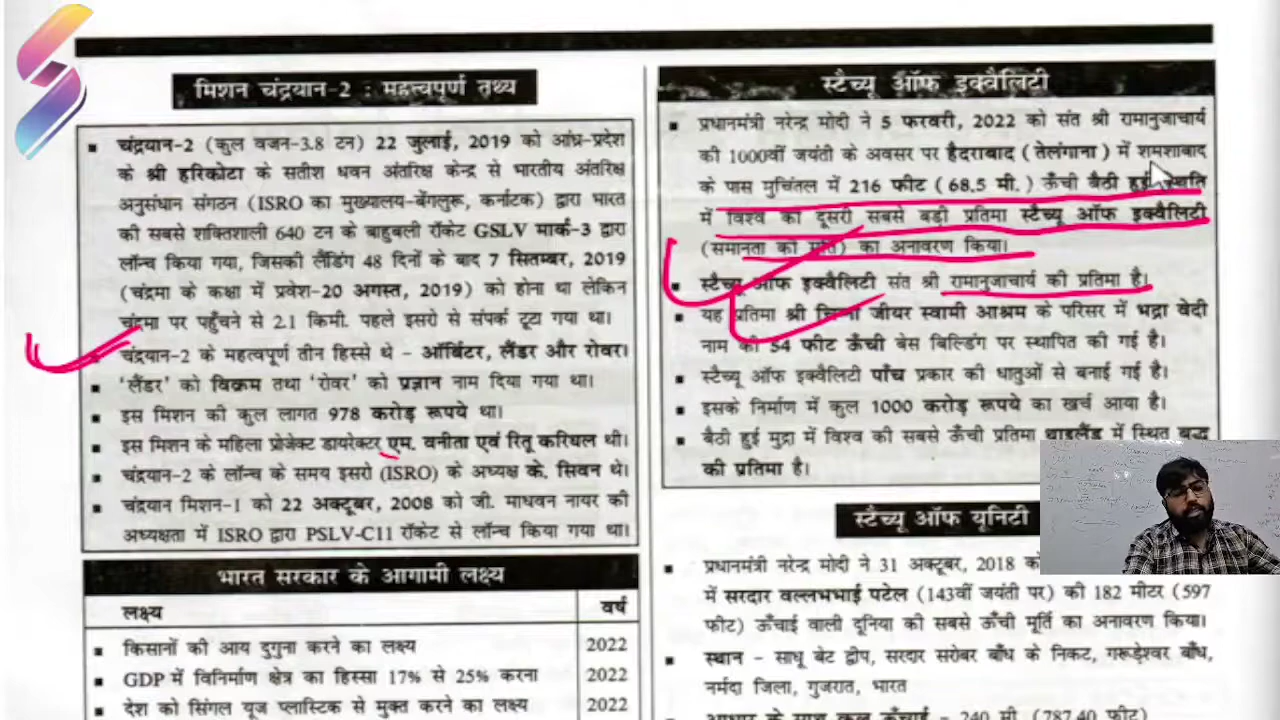 मिशन चंद्रयान-2 : महत्वपूर्ण तथ्य
चंद्रयान-2 (कुल वजन-3.8 टन) 22 जुलाई, 2019 को आंध्र-प्रदेश
के श्री हरिकोटा के सतीश धवन अंतरिक्ष केन्द्र से भारतीय अंतरिक्ष
अनुसंधान संगठन (ISRO का मुख्यालय-बेंगलुरू, कर्नाटक) द्वारा भारत
की सबसे शक्तिशाली 640 टन के बाहुबली रॉकेट GSLV मार्क-3 द्वारा
लॉन्च किया गया, जिसकी लैंडिंग 48 दिनों के बाद 7 सितम्बर, 2019
(चंद्रमा के कक्षा में प्रवेश-20 अगस्त, 2019) को होना था लेकिन
चंद्रमा पर पहुँचने से 2.1 किमी. पहले इसरो से संपर्क टूटा गया था।
चंद्रयान-2 के महत्वपूर्ण तीन हिस्से थे - ऑर्बिटर, लैंडर और रोवर।
'लैंडर' को विक्रम तथा 'रोवर' को प्रज्ञान नाम दिया गया था।
इस मिशन की कुल लागत 978 करोड़ रूपये था।
इस मिशन के महिला प्रोजेक्ट डायरेक्टर एम. वनीता एवं रितू करिधल थी।
चंद्रयान-2 के लॉन्च के समय इसरो (ISRO) के अध्यक्ष के. सिवन थे।
चंद्रयान मिशन-1 को 22 अक्टूबर, 2008 को जी. माधवन नायर की
अध्यक्षता में ISRO द्वारा PSLV-C11 रॉकेट से लॉन्च किया गया था।
भारत सरकार के आगामी लक्ष्य
लक्ष्य वर्ष
किसानों की आय दुगुना करने का लक्ष्य 2022
GDP में विनिर्माण क्षेत्र का हिस्सा 17% से 25% करना 2022
देश को सिंगल यूज प्लास्टिक से मुक्त करने का लक्ष्य 2022
स्टैच्यू ऑफ इक्वैलिटी
प्रधानमंत्री नरेन्द्र मोदी ने 5 फरवरी, 2022 को संत श्री रामानुजाचार्य
की 1000वीं जयंती के अवसर पर हैदराबाद (तेलंगाना) में शमशाबाद
के पास मुचिंतल में 216 फीट (68.5 मी.) ऊँची बैठी हुई स्थिति
में विश्व का दूसरी सबसे बड़ी प्रतिमा स्टैच्यू ऑफ इक्वैलिटी
(समानता की मूर्ति) का अनावरण किया।
स्टैच्यू ऑफ इक्वैलिटी संत श्री रामानुजाचार्य की प्रतिमा है।
यह प्रतिमा श्री जीयर स्वामी आश्रम के परिसर में भद्रा वेदी
नाम की 54 फीट ऊँची बेस बिल्डिंग पर स्थापित की गई है।
स्टैच्यू ऑफ इक्वैलिटी पाँच प्रकार की धातुओं से बनाई गई है।
इसके निर्माण में कुल 1000 करोड़ रूपये का खर्च आया है।
बैठी हुई मुद्रा में विश्व की सबसे ऊँची प्रतिमा थाइलैंड में स्थित बुद्ध
की प्रतिमा है।
स्टैच्यू ऑफ यूनिटी
प्रधानमंत्री नरेन्द्र मोदी ने 31 अक्टूबर, 2018 को
में सरदार वल्लभभाई पटेल (143वीं जयंती पर) की 182 मीटर (597
फीट) ऊँचाई वाली दूनिया की सबसे ऊँची मूर्ति का अनावरण किया।
स्थान - साधू बेट द्वीप, सरदार सरोबर बाँध के निकट, गरूड़ेश्वर बाँध,
नर्मदा जिला, गुजरात, भारत
आधार के साथ कुल ऊँचाई - 240 मी. (787.40 फीट)